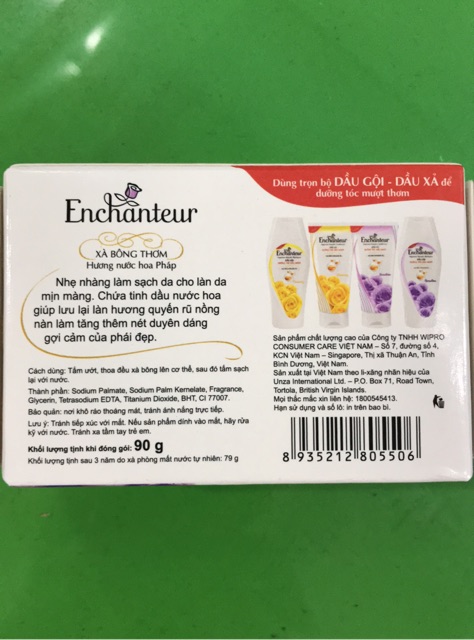 Enchanteur
XÀ BÔNG THƠM
Hương nước hoa Pháp
Nhẹ nhàng làm sạch da cho làn da
mịn màng. Chứa tinh dầu nước hoa
giúp lưu lại làn hương quyến rũ nồng
nàn làm tăng thêm nét duyên dáng
gợi cảm của phái đẹp.
Cách dùng: Tắm ướt, thoa đều xà bông lên cơ thể, sau đó tắm sạch
lại với nước.
Thành phần: Sodium Palmate, Sodium Palm Kernelate, Fragrance,
Glycerin, Tetrasodium EDTA, Titanium Dioxide, BHT, CI 77007.
Bảo quản: nơi khô ráo thoáng mát, tránh ánh nắng trực tiếp.
Lưu ý: Tránh tiếp xúc với mắt. Nếu sản phẩm dính vào mắt, hãy rửa
kỹ với nước. Tránh xa tầm tay trẻ em.
Khối lượng tịnh khi đóng gói: 90 g
Khối lượng tịnh sau 3 năm do xà phòng mất nước tự nhiên: 79 g
Dùng trọn bộ DẦU GỘI - DẦU XẢ để
dưỡng tóc mượt thơm
Enchanteur
Enchanteur
Enchanteur
Enchanteur
Sản phẩm chất lượng cao của Công ty TNHH WIPRO
CONSUMER CARE VIỆT NAM – Số 7, đường số 4,
KCN Việt Nam – Singapore, Thị xã Thuận An, Tỉnh
Bình Dương, Việt Nam.
Sản xuất tại Việt Nam theo li-xăng nhãn hiệu của
Unza International Ltd. – P.O. Box 71, Road Town,
Tortola, British Virgin Islands.
Mọi thắc mắc xin liên hệ: 1800545413.
Hạn sử dụng và số lô: in trên bao bì.
8 935212 805506